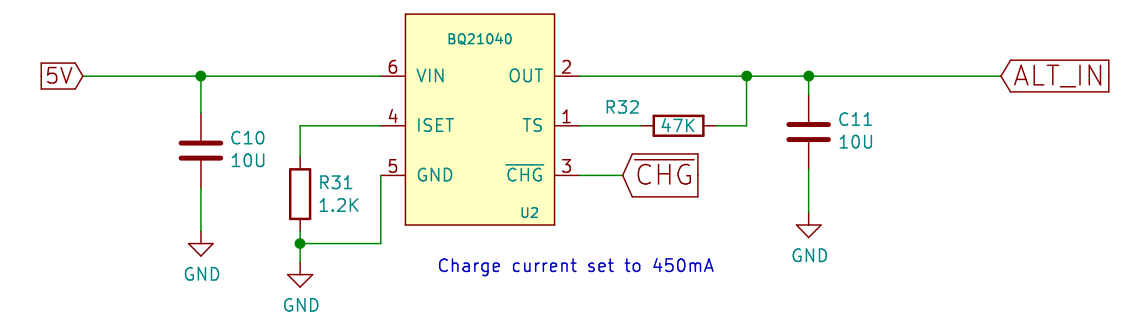 BQ21040
5V
6
VIN
OUT
2
ALT_IN
4
ISET
TS
1
R32
47K
C10
10U
C11
10U
5
GND
CHG
3
CHG
R31
1.2K
U2
GND
GND
GND
Charge current set to 450mA